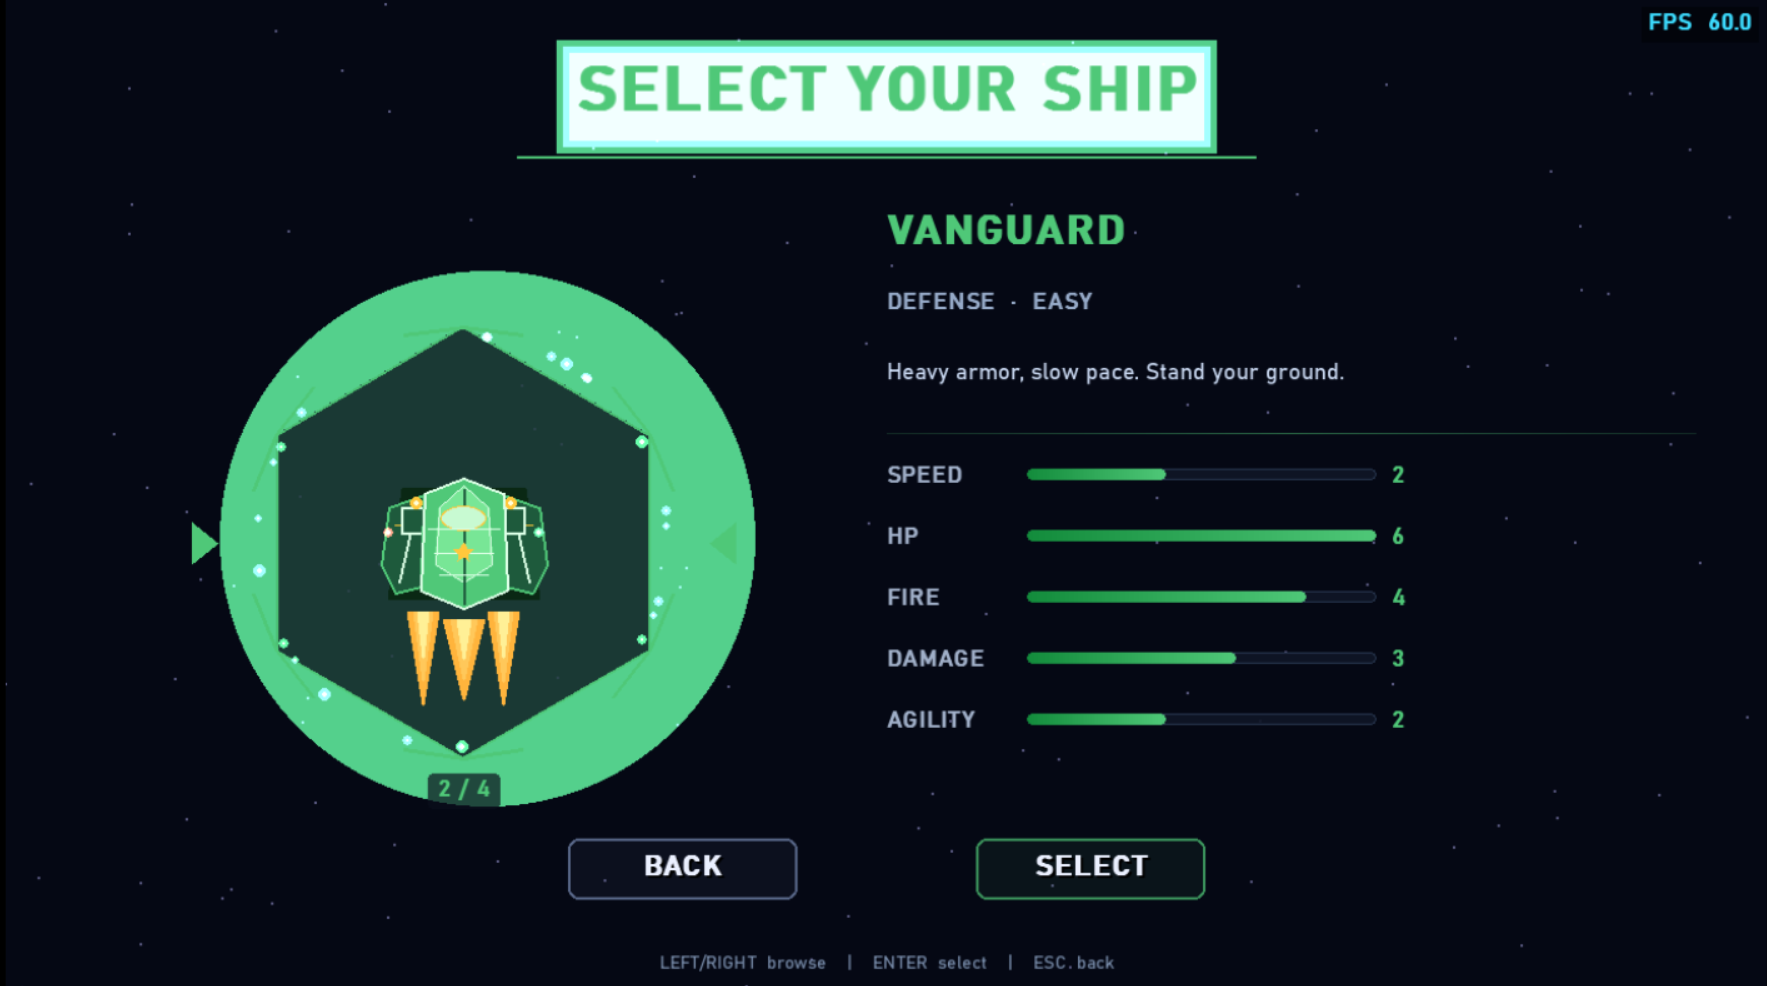 FPS 60.0
SELECT YOUR SHIP
VANGUARD
DEFENSE · EASY
Heavy armor, slow pace. Stand your ground.
SPEED 2
HP 6
FIRE 4
DAMAGE 3
AGILITY 2
2 / 4
BACK
SELECT
LEFT/RIGHT browse | ENTER select | ESC back